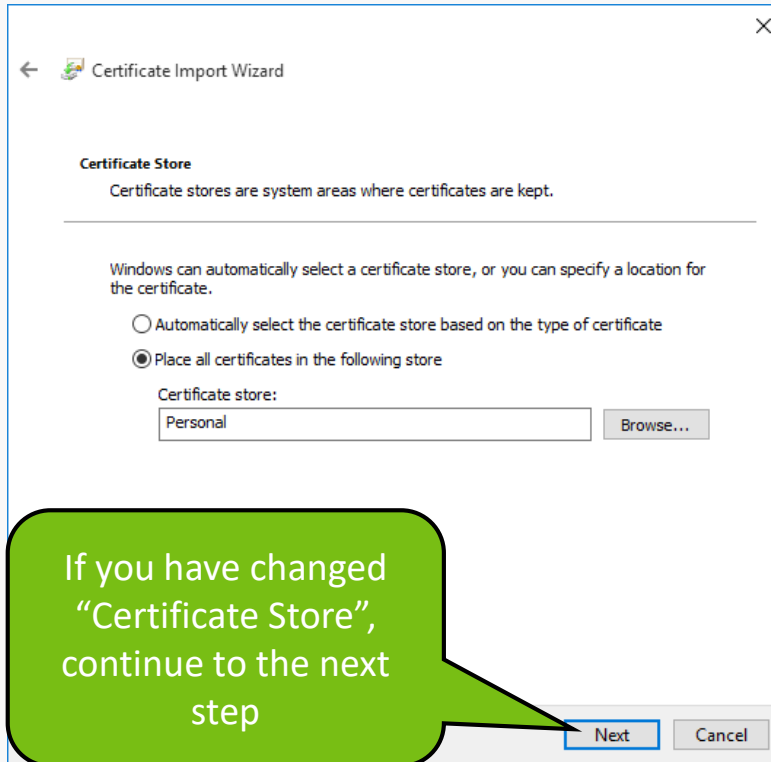 Certificate Import Wizard
Certificate Store
Certificate stores are system areas where certificates are kept.
Windows can automatically select a certificate store, or you can specify a location for
the certificate.
Automatically select the certificate store based on the type of certificate
Place all certificates in the following store
Certificate store:
Personal
Browse...
If you have changed
“Certificate Store”,
continue to the next
step
Next
Cancel